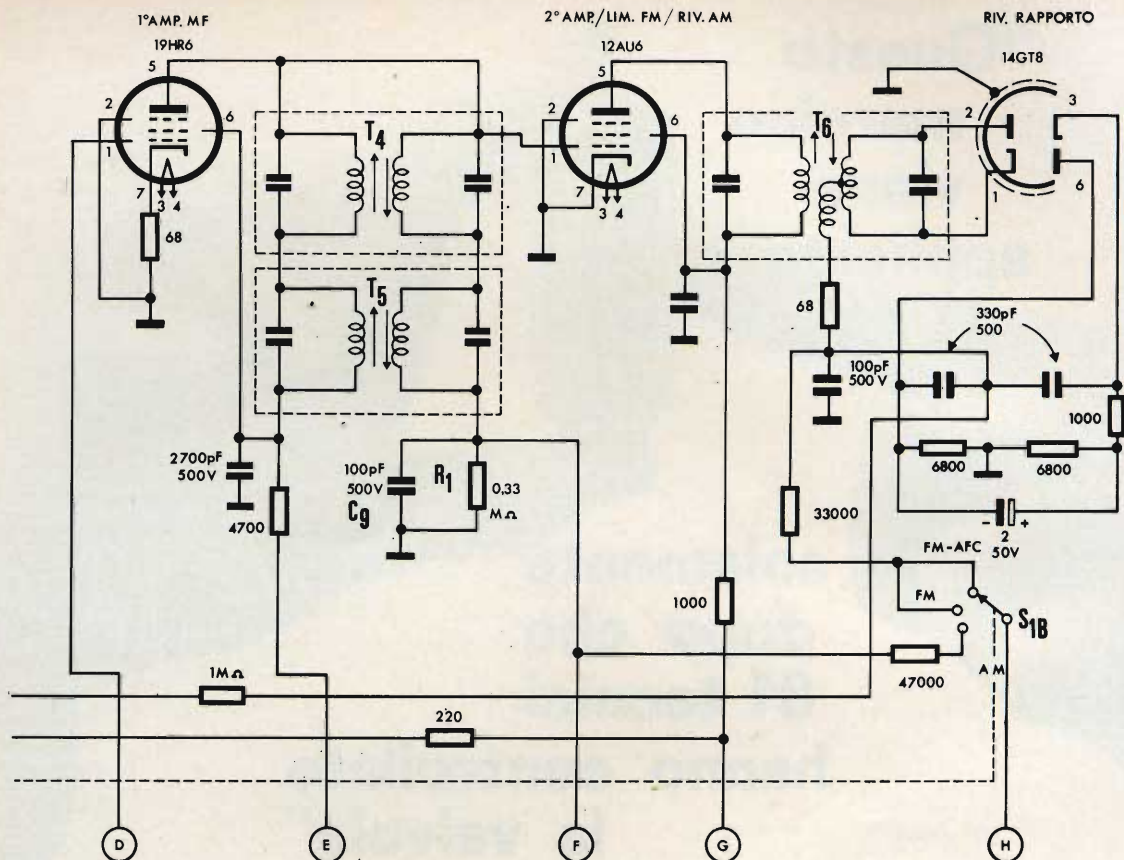 1° AMP. MF
19HR6
2° AMP./LIM. FM / RIV. AM
12AU6
RIV. RAPPORTO
14GT8
5
2
1
6
7
3 4
68
T4
T5
5
2
1
6
7
3 4
T6
2
3
1
6
68
330pF
500
100pF
500 V
1000
6800
6800
2700pF
500V
4700
100pF
500V
C9
R1
0,33
MΩ
33000
- +
2
50V
FM-AFC
FM
S1B
AM
1000
47000
1MΩ
220
D
E
F
G
H